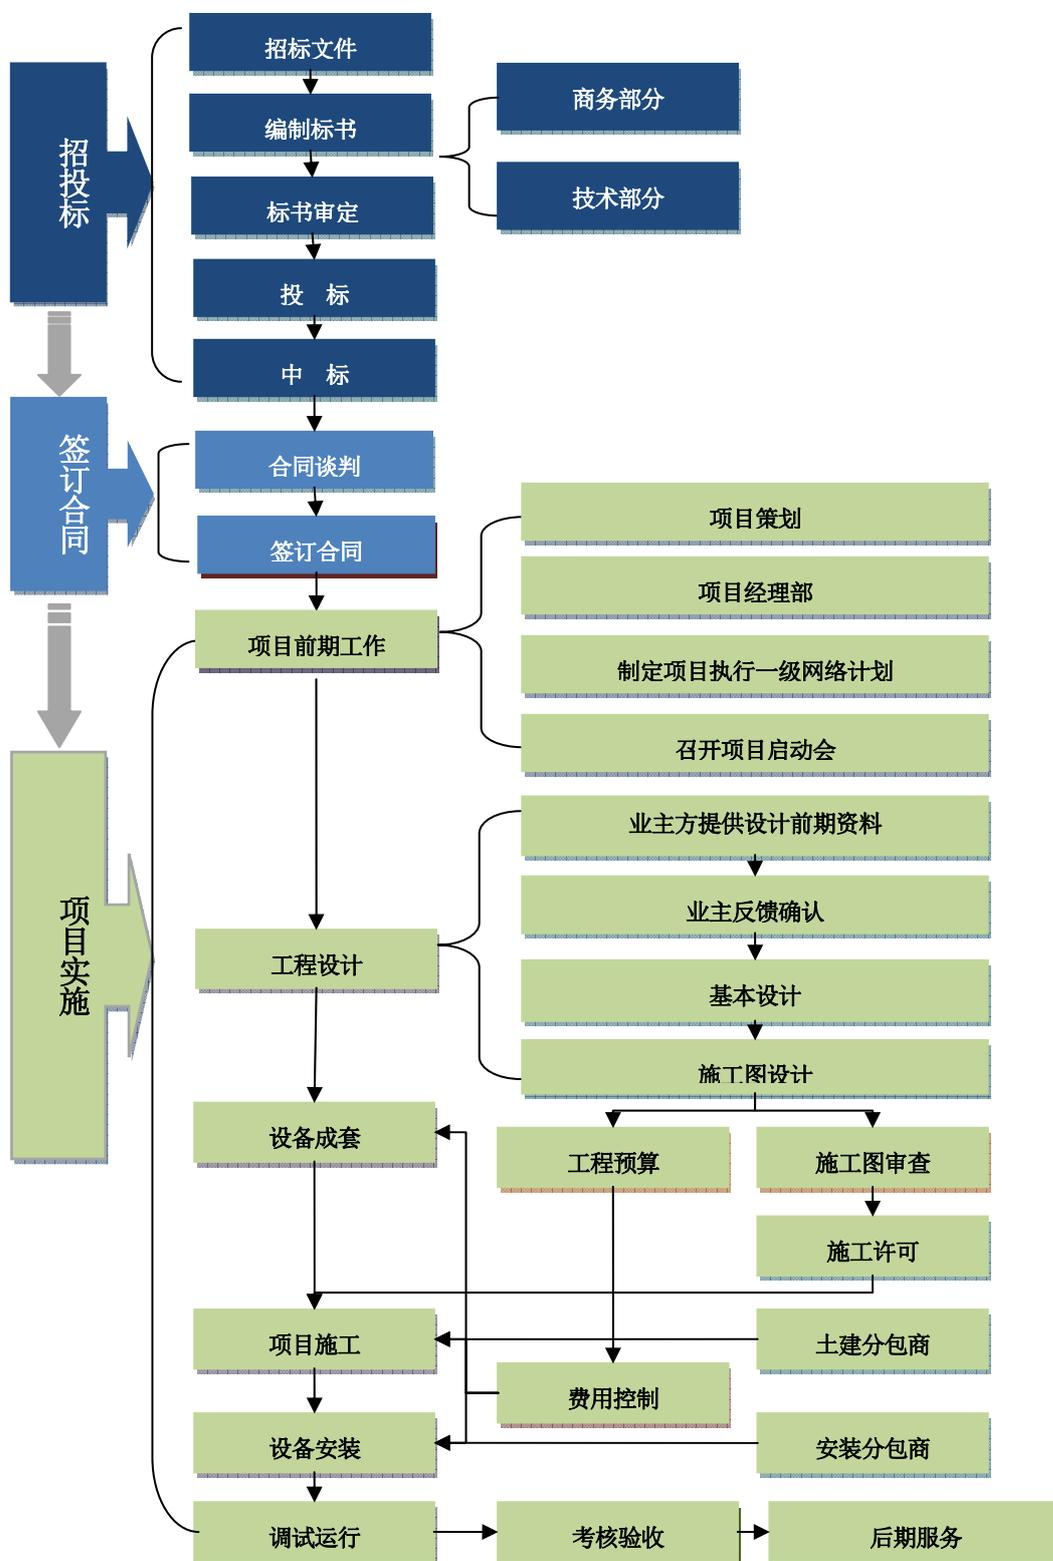 招投标
招标文件
编制标书
商务部分
技术部分
标书审定
投 标
中 标
签订合同
合同谈判
签订合同
项目实施
项目前期工作
项目策划
项目经理部
制定项目执行一级网络计划
召开项目启动会
工程设计
业主方提供设计前期资料
业主反馈确认
基本设计
施工图设计
设备成套
工程预算
施工图审查
施工许可
项目施工
土建分包商
费用控制
设备安装
安装分包商
调试运行
考核验收
后期服务